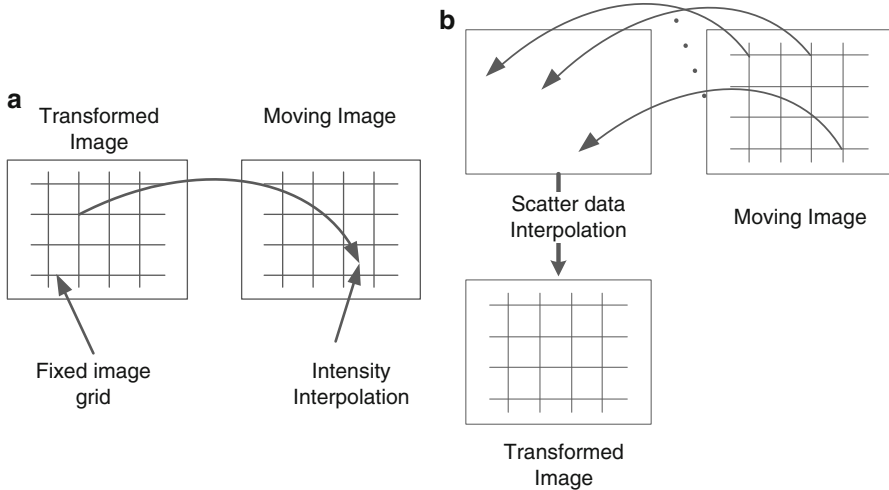 a
Transformed
Image
Moving Image
Fixed image
grid
Intensity
Interpolation
b
Scatter data
Interpolation
Moving Image
Transformed
Image